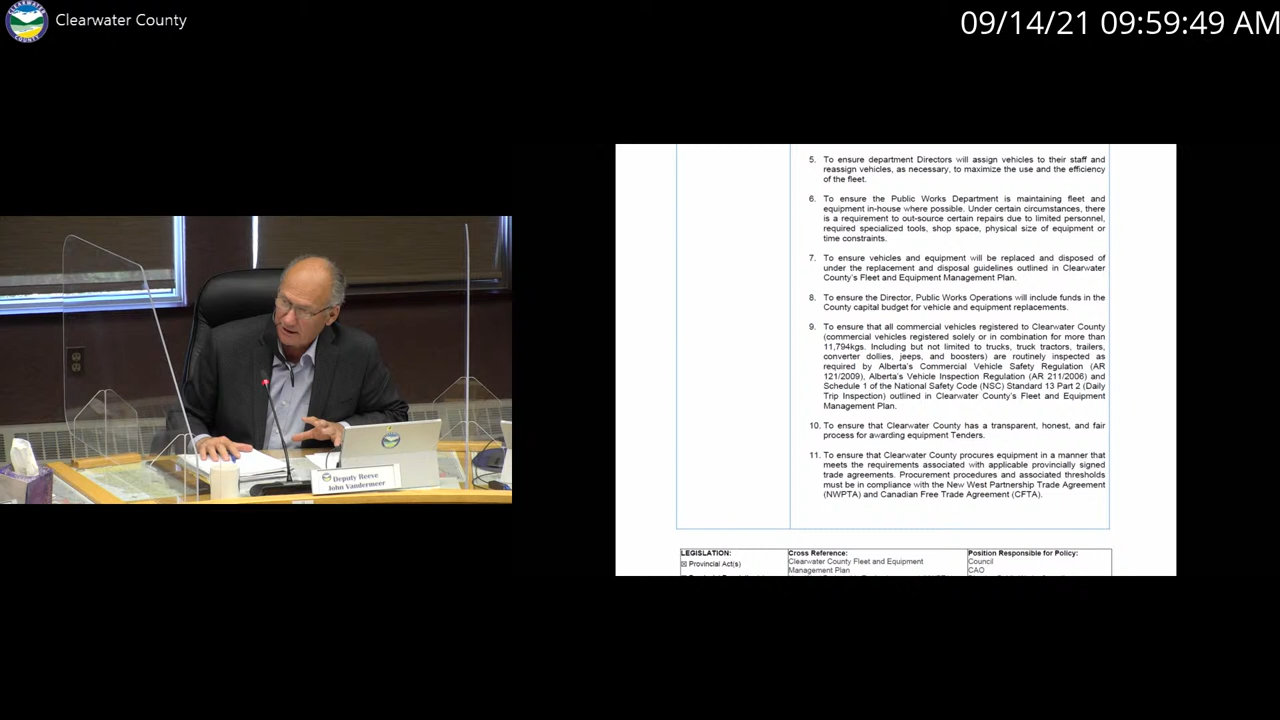 Clearwater County
09/14/21 09:59:49 AM
CLEARWATER
COUNTY
Deputy Reeve
John Vandermeer
5. To ensure department Directors will assign vehicles to their staff and
reassign vehicles, as necessary, to maximize the use and the efficiency
of the fleet.
6. To ensure the Public Works Department is maintaining fleet and
equipment in-house where possible. Under certain circumstances, there
is a requirement to out-source certain repairs due to limited personnel,
required specialized tools, shop space, physical size of equipment or
time constraints.
7. To ensure vehicles and equipment will be replaced and disposed of
under the replacement and disposal guidelines outlined in Clearwater
County's Fleet and Equipment Management Plan.
8. To ensure the Director, Public Works Operations will include funds in the
County capital budget for vehicle and equipment replacements.
9. To ensure that all commercial vehicles registered to Clearwater County
(commercial vehicles registered solely or in combination for more than
11,794kgs. Including but not limited to trucks, truck tractors, trailers,
converter dollies, jeeps, and boosters) are routinely inspected as
required by Alberta's Commercial Vehicle Safety Regulation (AR
121/2009), Alberta's Vehicle Inspection Regulation (AR 211/2006) and
Schedule 1 of the National Safety Code (NSC) Standard 13 Part 2 (Daily
Trip Inspection) outlined in Clearwater County's Fleet and Equipment
Management Plan.
10. To ensure that Clearwater County has a transparent, honest, and fair
process for awarding equipment Tenders.
11. To ensure that Clearwater County procures equipment in a manner that
meets the requirements associated with applicable provincially signed
trade agreements. Procurement procedures and associated thresholds
must be in compliance with the New West Partnership Trade Agreement
(NWPTA) and Canadian Free Trade Agreement (CFTA).
LEGISLATION:
☒ Provincial Act(s)
Cross Reference:
Clearwater County Fleet and Equipment
Management Plan
Position Responsible for Policy:
Council
CAO